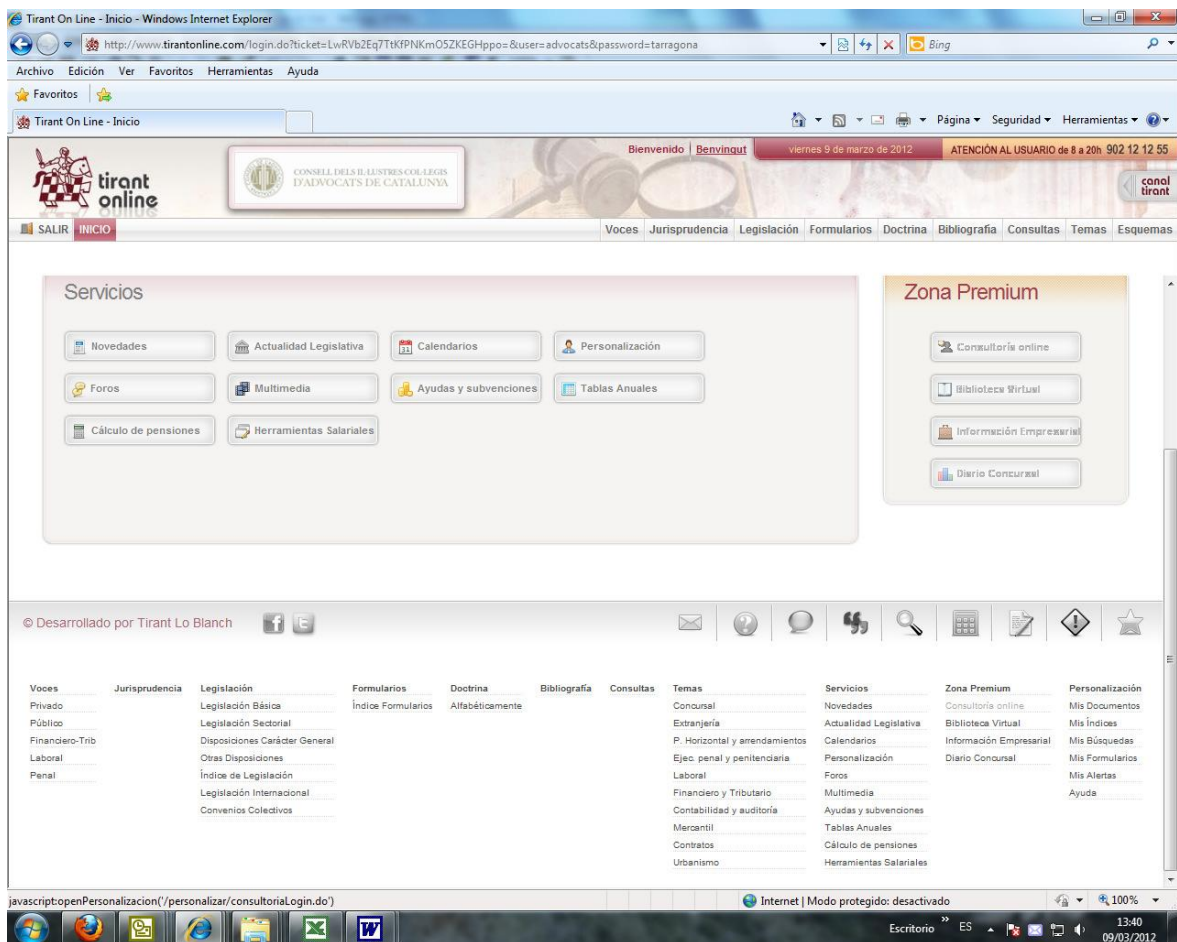 Tirant On Line - Inicio - Windows Internet Explorer
http://www.tirantonline.com/login.do?ticket=LwRVb2Eq7TtKfPNKmO5ZKEGHppo=&user=advocats&password=tarragona
Bing
Archivo Edición Ver Favoritos Herramientas Ayuda
Favoritos
Tirant On Line - Inicio
Página Seguridad Herramientas
Bienvenido | Benvingut viernes 9 de marzo de 2012 ATENCIÓN AL USUARIO de 8 a 20h 902 12 12 55
tirant
online
CONSELL DELS IL·LUSTRES COL·LEGIS
D'ADVOCATS DE CATALUNYA
canal
tirant
SALIR INICIO Voces Jurisprudencia Legislación Formularios Doctrina Bibliografía Consultas Temas Esquemas
Servicios Zona Premium
Novedades Actualidad Legislativa Calendarios Personalización Consultoría online
Foros Multimedia Ayudas y subvenciones Tablas Anuales Biblioteca Virtual
Cálculo de pensiones Herramientas Salariales Información Empresarial
Diario Concursal
© Desarrollado por Tirant Lo Blanch
Voces Jurisprudencia Legislación Formularios Doctrina Bibliografía Consultas Temas Servicios Zona Premium Personalización
Privado Legislación Básica Índice Formularios Alfabéticamente Concursal Novedades Consultoría online Mis Documentos
Público Legislación Sectorial Extranjería Actualidad Legislativa Biblioteca Virtual Mis Índices
Financiero-Trib Disposiciones Carácter General P. Horizontal y arrendamientos Calendarios Información Empresarial Mis Búsquedas
Laboral Otras Disposiciones Ejec. penal y penitenciaria Personalización Diario Concursal Mis Formularios
Penal Índice de Legislación Laboral Foros Mis Alertas
Legislación Internacional Financiero y Tributario Multimedia Ayuda
Convenios Colectivos Contabilidad y auditoría Ayudas y subvenciones
Mercantil Tablas Anuales
Contratos Cálculo de pensiones
Urbanismo Herramientas Salariales
javascript:openPersonalizacion('/personalizar/consultoriaLogin.do') Internet | Modo protegido: desactivado 100%
Escritorio ES 13:40
09/03/2012